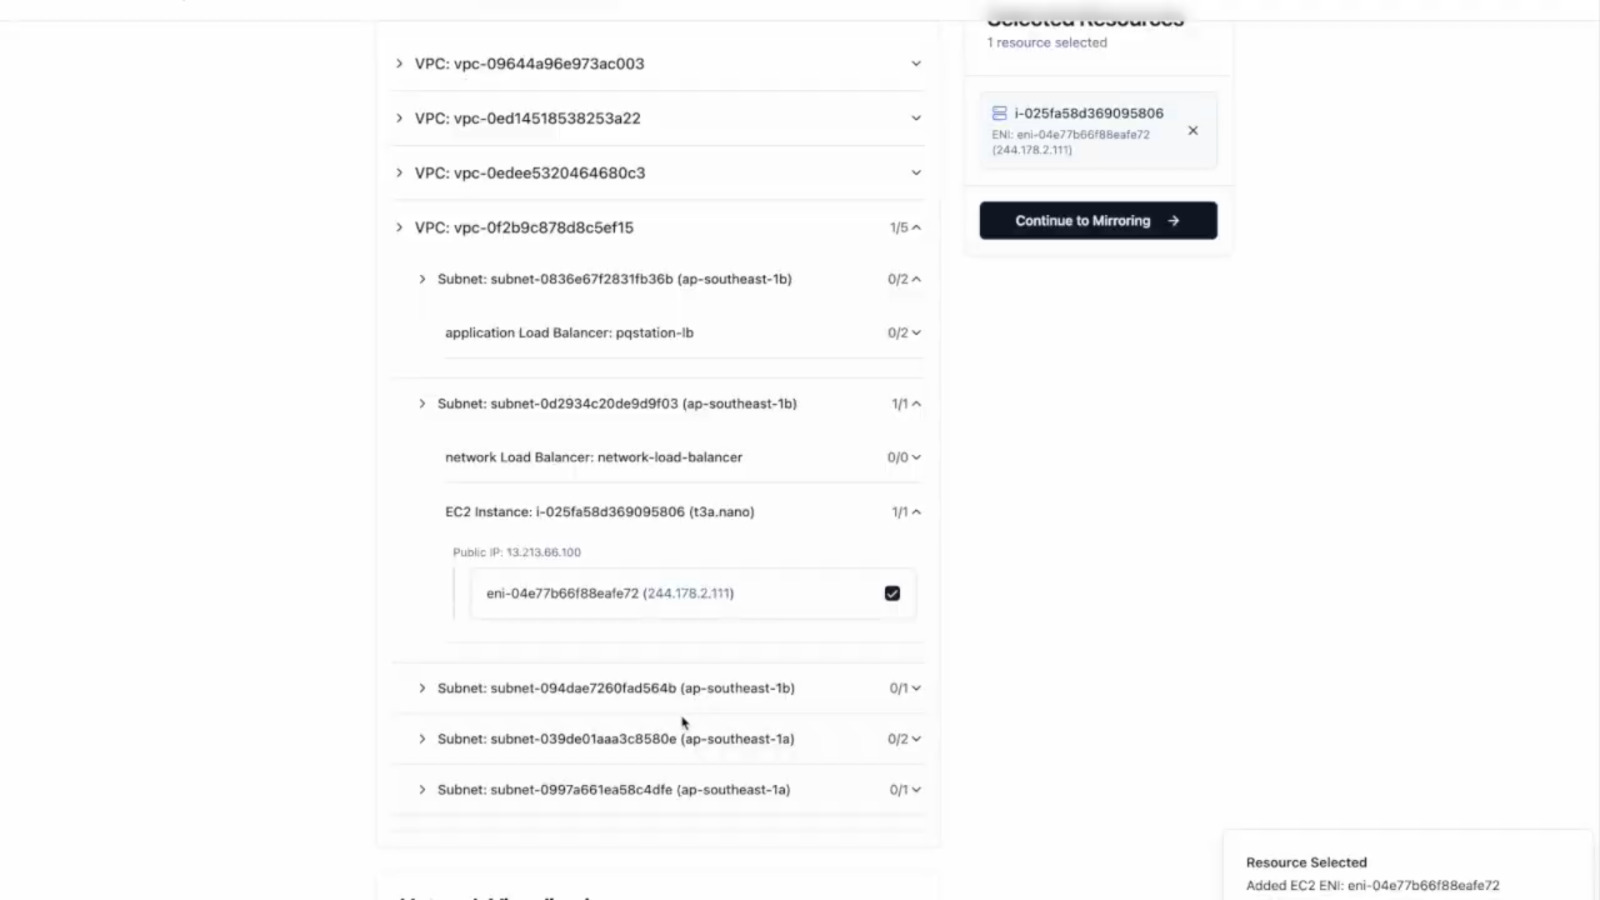 Selected Resources
1 resource selected
VPC: vpc-09644a96e973ac003
VPC: vpc-0ed14518538253a22
VPC: vpc-0edee5320464680c3
VPC: vpc-0f2b9c878d8c5ef15 1/5
Subnet: subnet-0836e67f2831fb36b (ap-southeast-1b) 0/2
application Load Balancer: pqstation-lb 0/2
Subnet: subnet-0d2934c20de9d9f03 (ap-southeast-1b) 1/1
network Load Balancer: network-load-balancer 0/0
EC2 Instance: i-025fa58d369095806 (t3a.nano) 1/1
Public IP: 13.213.66.100
eni-04e77b66f88eafe72 (244.178.2.111)
Subnet: subnet-094dae7260fad564b (ap-southeast-1b) 0/1
Subnet: subnet-039de01aaa3c8580e (ap-southeast-1a) 0/2
Subnet: subnet-0997a661ea58c4dfe (ap-southeast-1a) 0/1
i-025fa58d369095806
ENI: eni-04e77b66f88eafe72
(244.178.2.111)
Continue to Mirroring
Resource Selected
Added EC2 ENI: eni-04e77b66f88eafe72